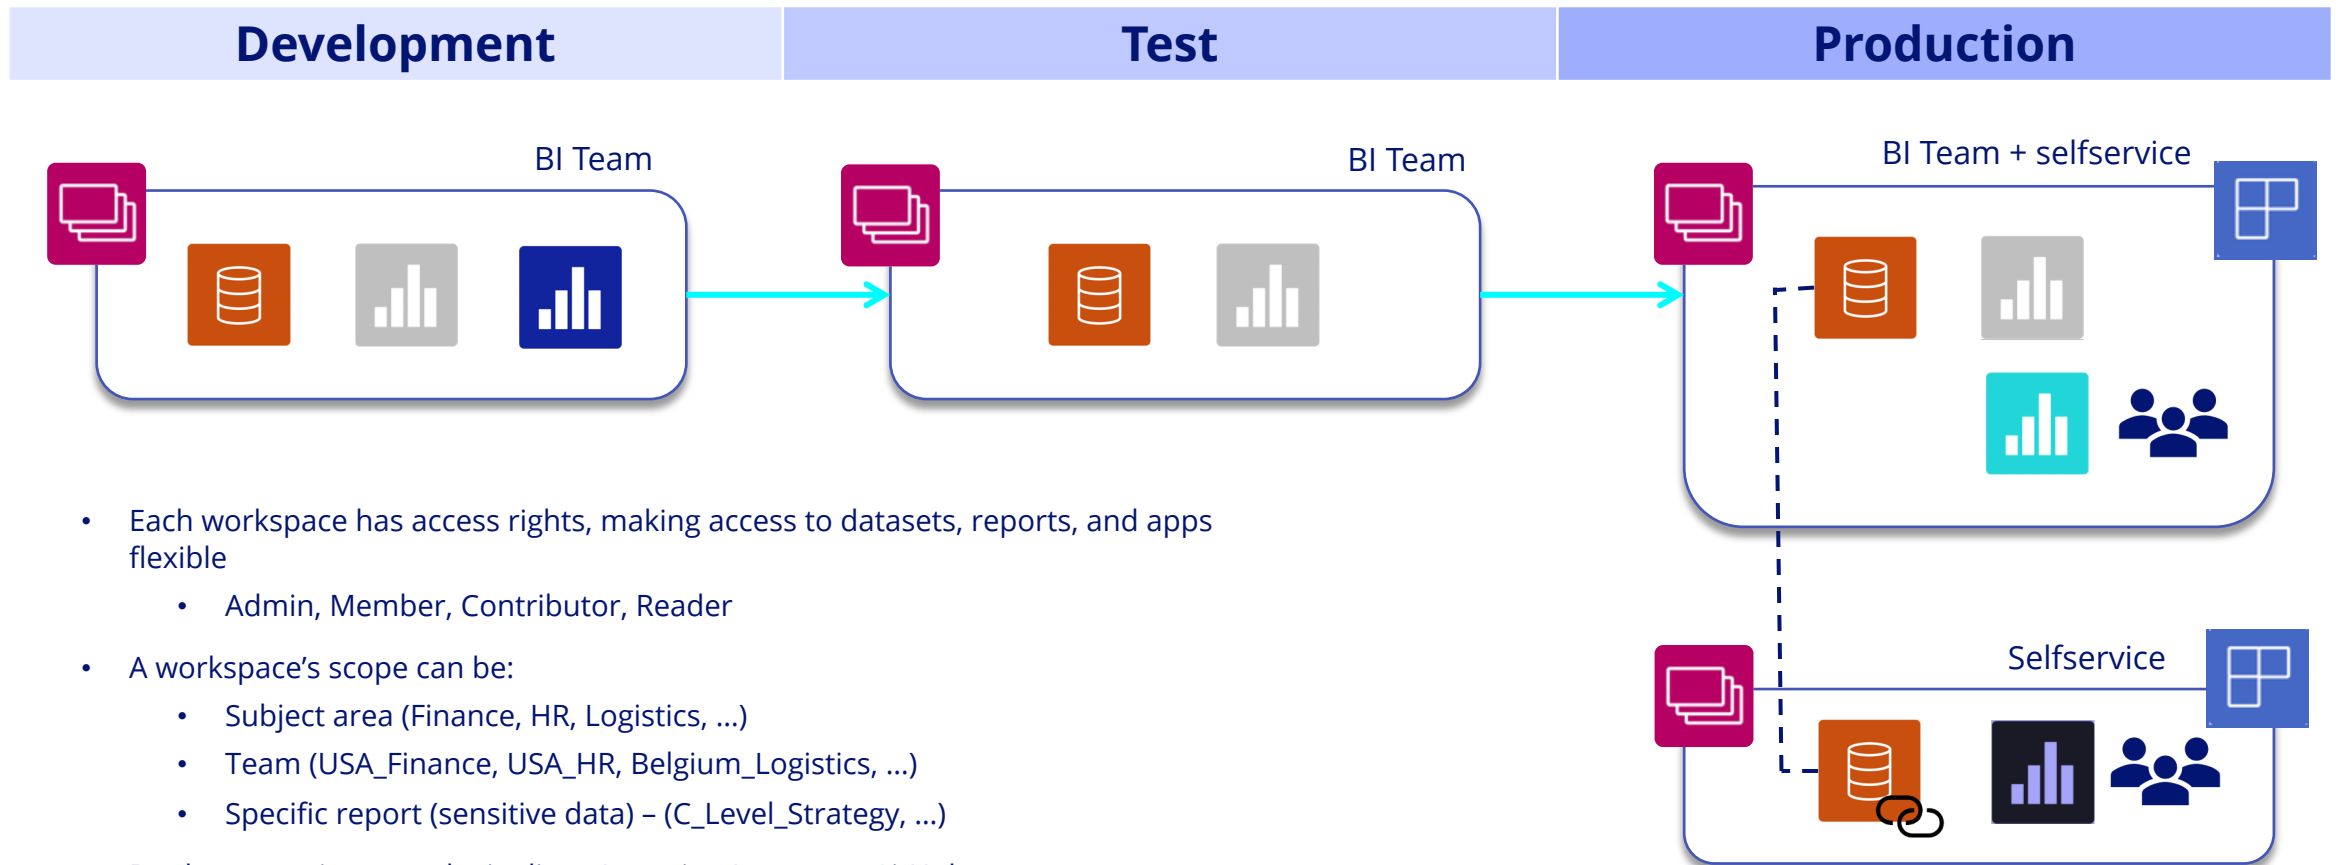 Development
Test
Production
BI Team
BI Team
BI Team + selfservice
• Each workspace has access rights, making access to datasets, reports, and apps
flexible
• Admin, Member, Contributor, Reader
• A workspace’s scope can be:
• Subject area (Finance, HR, Logistics, …)
• Team (USA_Finance, USA_HR, Belgium_Logistics, …)
• Specific report (sensitive data) – (C_Level_Strategy, …)
Selfservice